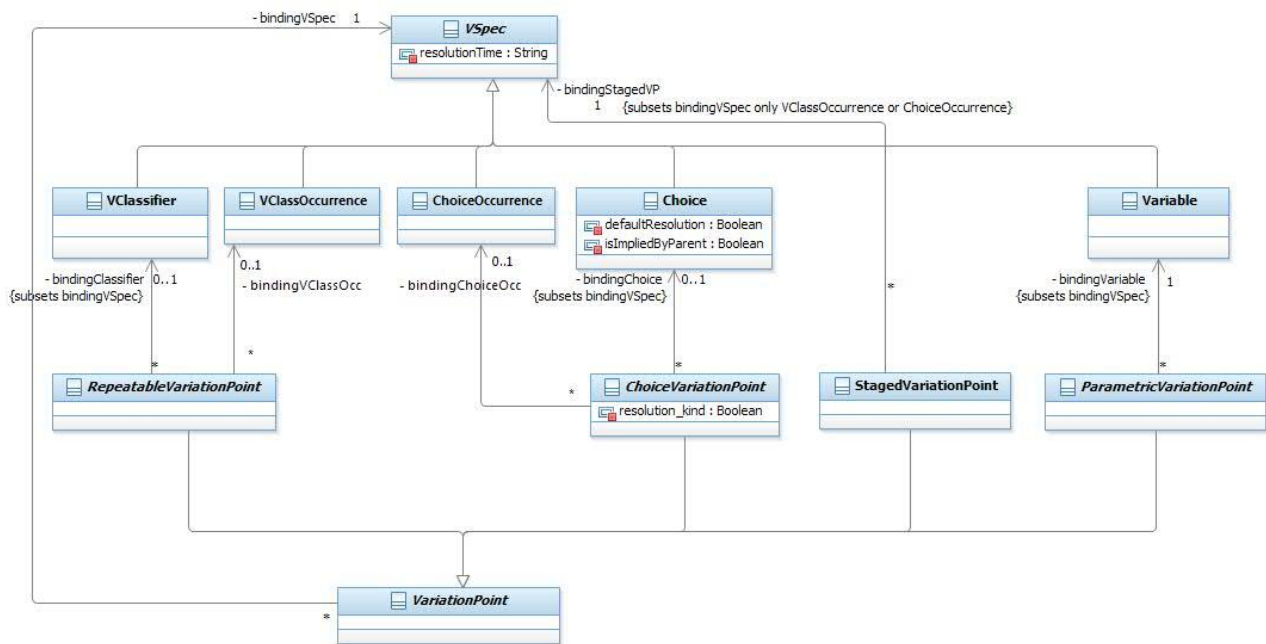 - bindingVSpec 1
VSpec
resolutionTime : String
- bindingStagedVP
1 {subsets bindingVSpec only VClassOccurrence or ChoiceOccurrence}
VClassifier
VClassOccurrence
ChoiceOccurrence
Choice
defaultResolution : Boolean
isImpliedByParent : Boolean
Variable
- bindingClassifier 0..1
{subsets bindingVSpec}
0..1
- bindingVClassOcc
0..1
- bindingChoiceOcc
- bindingChoice 0..1
{subsets bindingVSpec}
*
- bindingVariable 1
{subsets bindingVSpec}
*
*
*
*
*
RepeatableVariationPoint
ChoiceVariationPoint
resolution_kind : Boolean
StagedVariationPoint
ParametricVariationPoint
VariationPoint
*